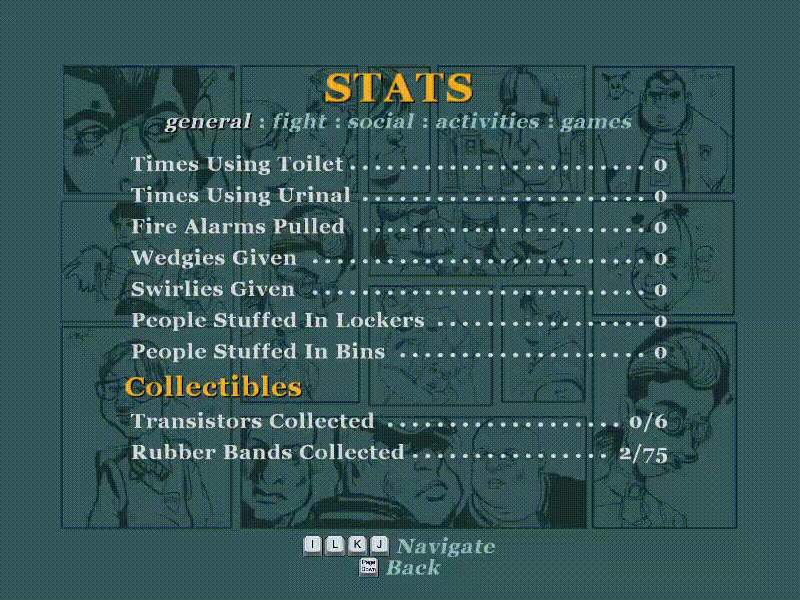 STATS
general : fight : social : activities : games
Times Using Toilet ........................ 0
Times Using Urinal ....................... 0
Fire Alarms Pulled ....................... 0
Wedgies Given ........................... 0
Swirlies Given ........................... 0
People Stuffed In Lockers ................. 0
People Stuffed In Bins .................... 0
Collectibles
Transistors Collected ................... 0/6
Rubber Bands Collected ................ 2/75
I L K J Navigate
Page Down Back